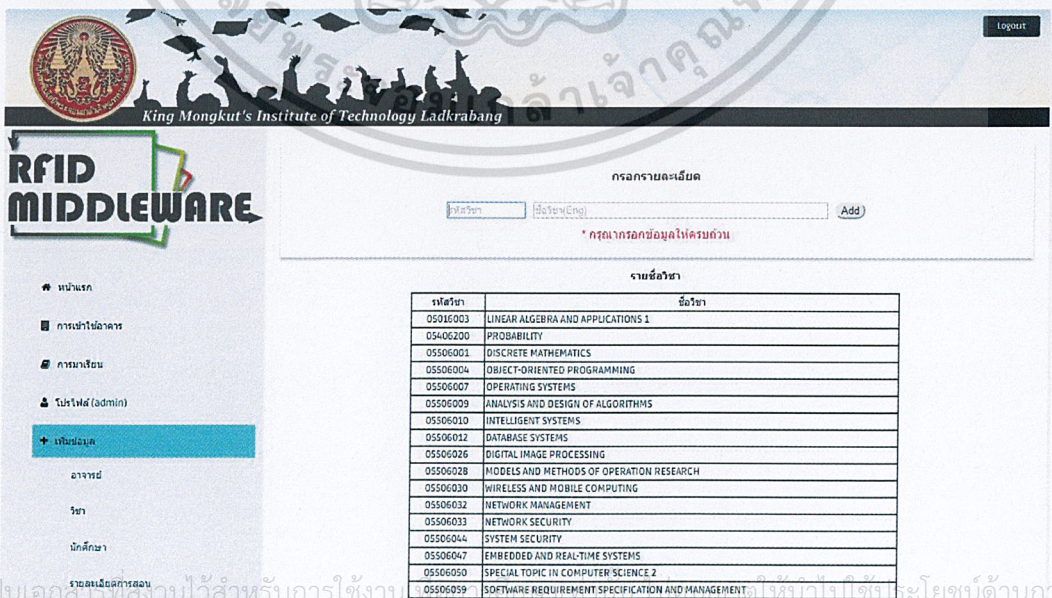 Logout
King Mongkut's Institute of Technology Ladkrabang
RFID
MIDDLEWARE
กรอกรายละเอียด
รหัสวิชา ชื่อวิชา(Eng) Add
* กรุณากรอกข้อมูลให้ครบถ้วน
หน้าแรก
การเข้าใช้อาคาร
การมาเรียน
โปรไฟล์ (admin)
เพิ่มข้อมูล
อาจารย์
วิชา
นักศึกษา
รายละเอียดการสอน
รายชื่อวิชา
รหัสวิชา ชื่อวิชา
05016003 LINEAR ALGEBRA AND APPLICATIONS 1
05406200 PROBABILITY
05506001 DISCRETE MATHEMATICS
05506004 OBJECT-ORIENTED PROGRAMMING
05506007 OPERATING SYSTEMS
05506009 ANALYSIS AND DESIGN OF ALGORITHMS
05506010 INTELLIGENT SYSTEMS
05506012 DATABASE SYSTEMS
05506026 DIGITAL IMAGE PROCESSING
05506028 MODELS AND METHODS OF OPERATION RESEARCH
05506030 WIRELESS AND MOBILE COMPUTING
05506032 NETWORK MANAGEMENT
05506033 NETWORK SECURITY
05506044 SYSTEM SECURITY
05506047 EMBEDDED AND REAL-TIME SYSTEMS
05506050 SPECIAL TOPIC IN COMPUTER SCIENCE 2
05506059 SOFTWARE REQUIREMENT SPECIFICATION AND MANAGEMENT